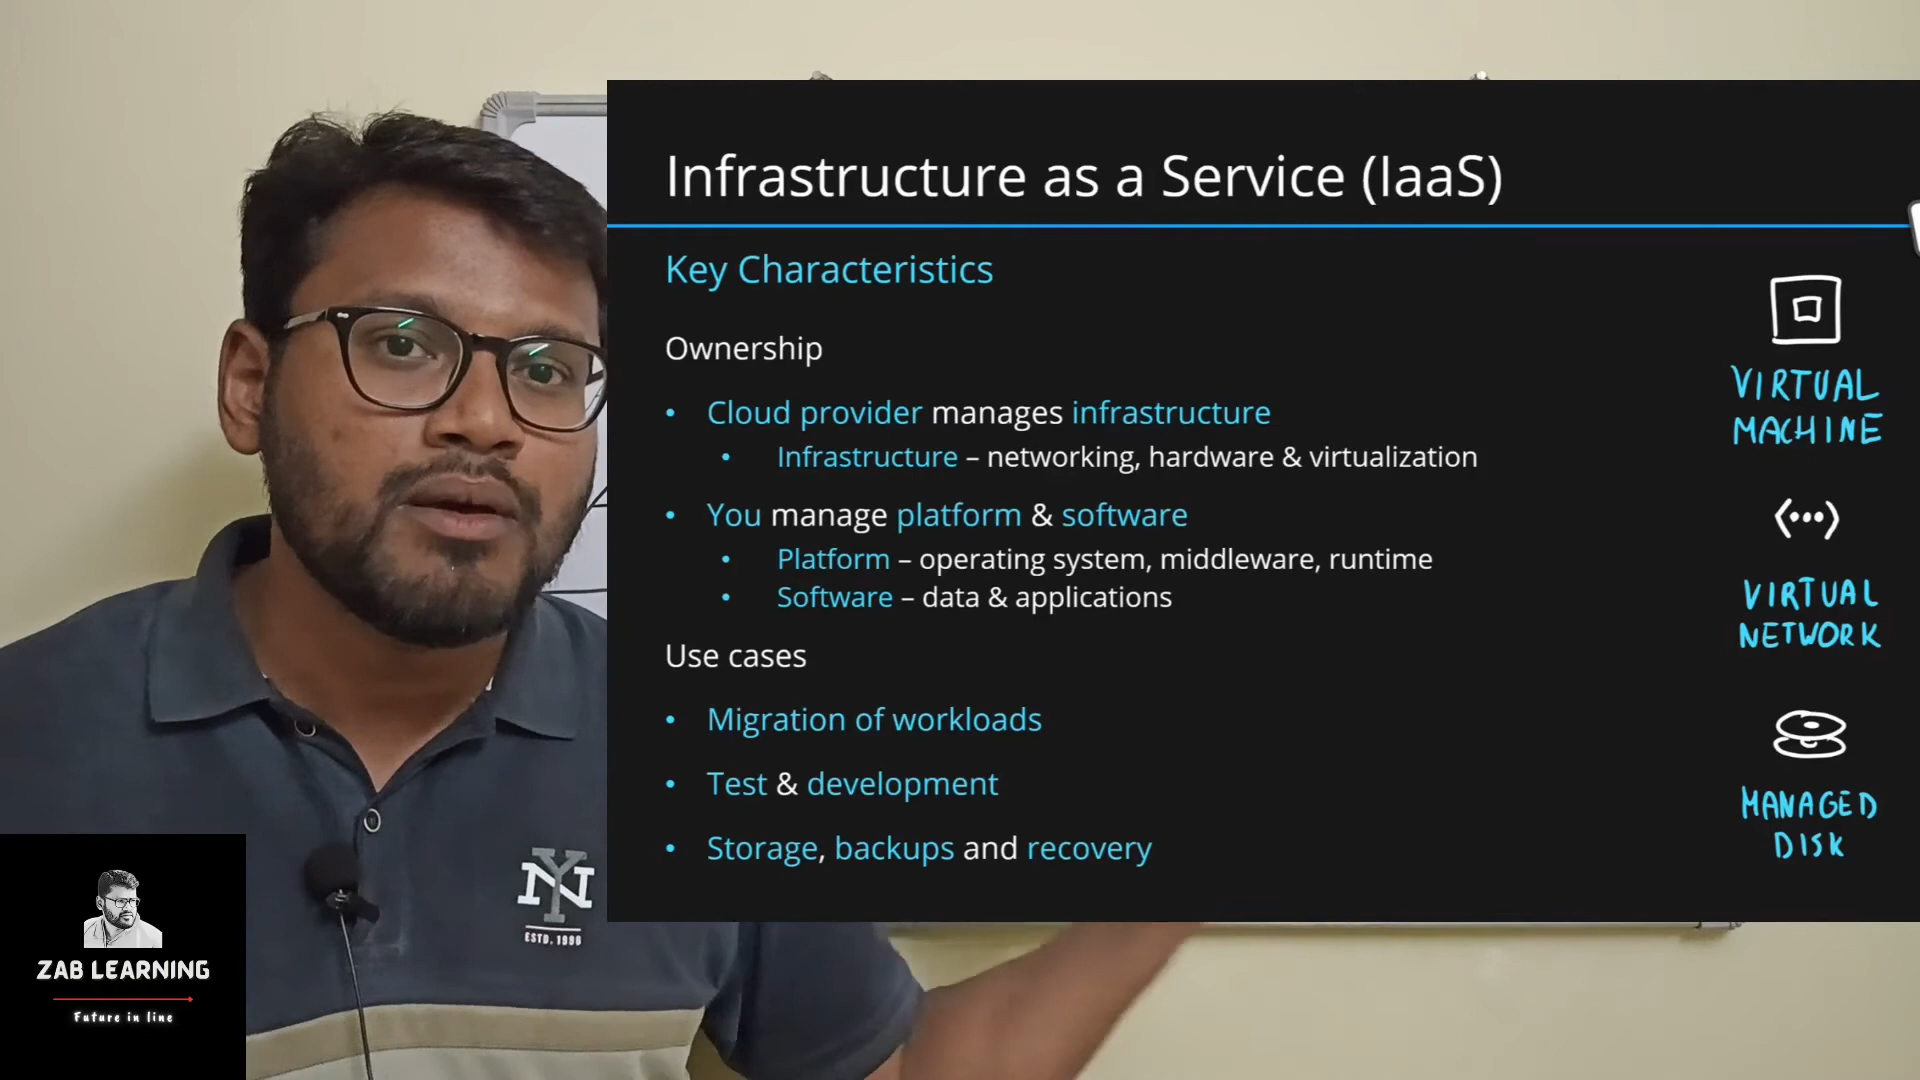 Infrastructure as a Service (IaaS)
Key Characteristics
Ownership
• Cloud provider manages infrastructure
• Infrastructure – networking, hardware & virtualization
• You manage platform & software
• Platform – operating system, middleware, runtime
• Software – data & applications
Use cases
• Migration of workloads
• Test & development
• Storage, backups and recovery
VIRTUAL
MACHINE
VIRTUAL
NETWORK
MANAGED
DISK
NY
ESTD. 1996
ZAB LEARNING
Future in line